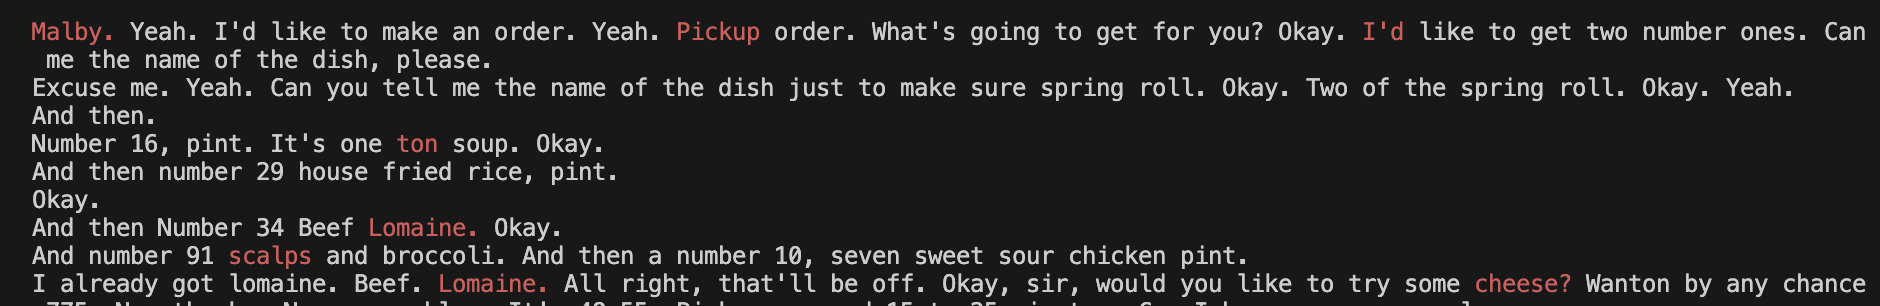 Malby. Yeah. I'd like to make an order. Yeah. Pickup order. What's going to get for you? Okay. I'd like to get two number ones. Can
me the name of the dish, please.
Excuse me. Yeah. Can you tell me the name of the dish just to make sure spring roll. Okay. Two of the spring roll. Okay. Yeah.
And then.
Number 16, pint. It's one ton soup. Okay.
And then number 29 house fried rice, pint.
Okay.
And then Number 34 Beef Lomaine. Okay.
And number 91 scalps and broccoli. And then a number 10, seven sweet sour chicken pint.
I already got lomaine. Beef. Lomaine. All right, that'll be off. Okay, sir, would you like to try some cheese? Wanton by any chance